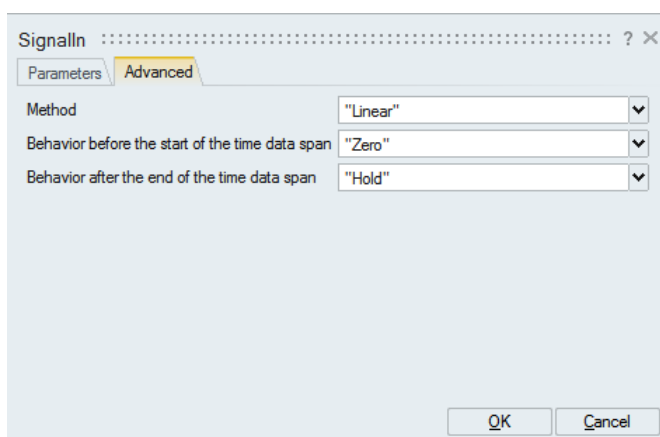 SignalIn ? ×
Parameters Advanced
Method "Linear"
Behavior before the start of the time data span "Zero"
Behavior after the end of the time data span "Hold"
OK Cancel